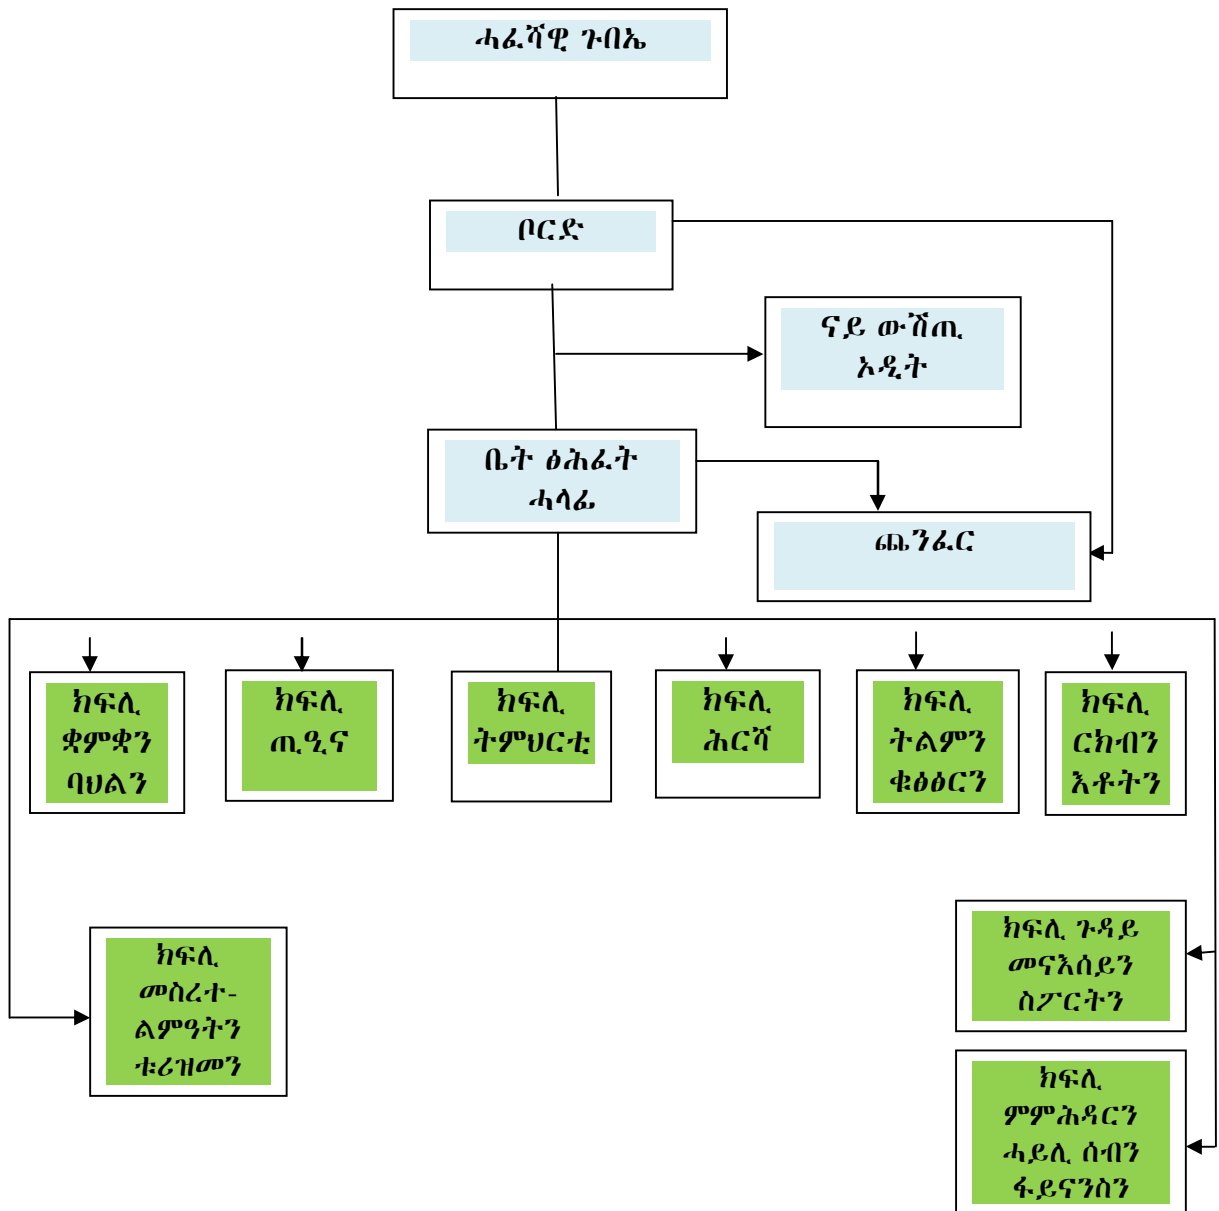 ሓፈሻዊ ጉበኤ
ቦርድ
ናይ ውሽጢ
ኦዲት
ቤት ፅሕፈት
ሓላፊ
ጨንፈር
ክፍሊ
ቋምቋን
ባህልን
ክፍሊ
ጢዒና
ክፍሊ
ትምህርቲ
ክፍሊ
ሕርሻ
ክፍሊ
ትልምን
ቁፅፅርን
ክፍሊ
ርክብን
እቶትን
ክፍሊ
መስረተ-
ልምዓትን
ቱሪዝመን
ክፍሊ ጉዳይ
መናእሰይን
ስፖርትን
ክፍሊ
ምምሕዳርን
ሓይሊ ሰብን
ፋይናንስን